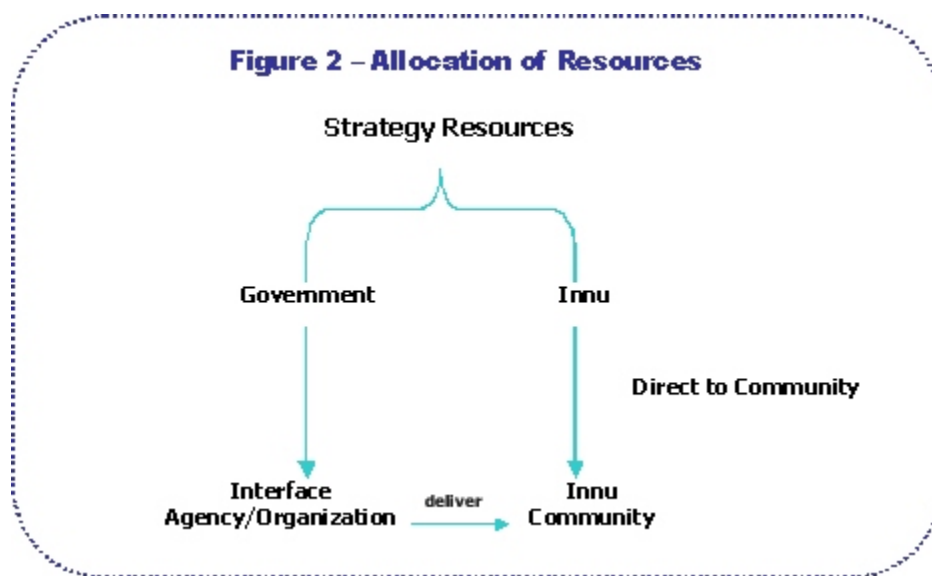 Figure 2 – Allocation of Resources
Strategy Resources
Government
Innu
Direct to Community
Interface
Agency/Organization
deliver
Innu
Community